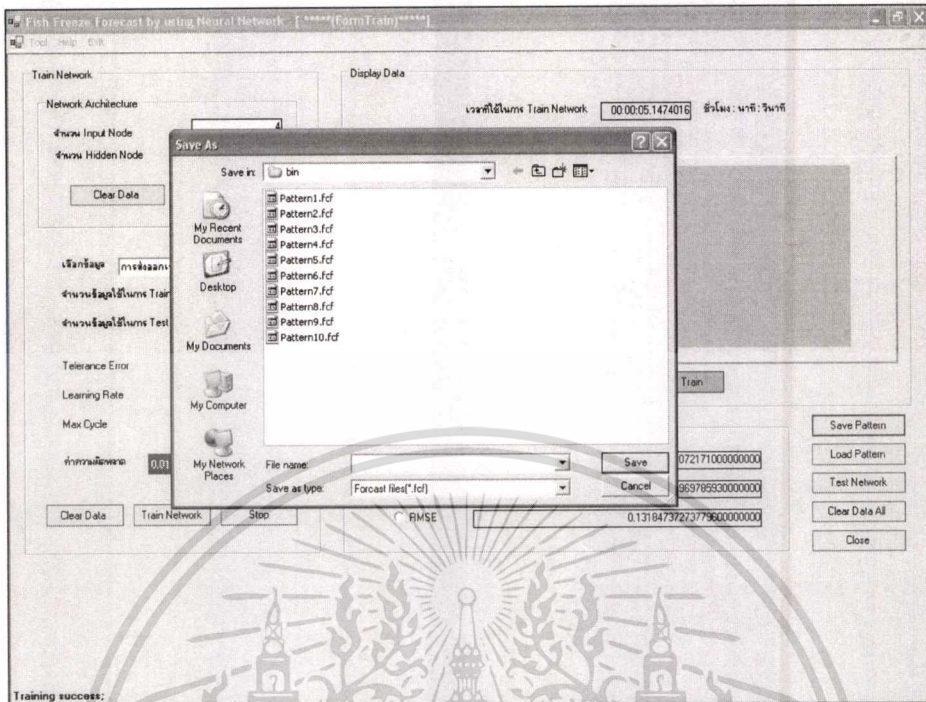 Fish Freeze Forecast by using Neural Network - [ *****(FormTrain)*****]
Tool Help Exit
Train Network
Display Data
Network Architecture
เวลาที่ใช้ในการ Train Network 00:00:05.1474016 ชั่วโมง : นาที : วินาที
จำนวน Input Node 4
จำนวน Hidden Node
Clear Data
Save As
Save in: bin
My Recent Documents
Desktop
My Documents
My Computer
My Network Places
Pattern1.fcf
Pattern2.fcf
Pattern3.fcf
Pattern4.fcf
Pattern5.fcf
Pattern6.fcf
Pattern7.fcf
Pattern8.fcf
Pattern9.fcf
Pattern10.fcf
File name:
Save
Save as type: Forcast files(*.fcf)
Cancel
เลือกข้อมูล
จำนวนข้อมูลใช้ในการ Train
จำนวนข้อมูลใช้ในการ Test
Telerance Error
Learning Rate
Max Cycle
ค่าความผิดพลาด 0.01
Clear Data
Train Network
Stop
Train
072171000000000
969785930000000
RMSE 0.13184737273779600000000
Save Pattern
Load Pattern
Test Network
Clear Data All
Close
Training success;